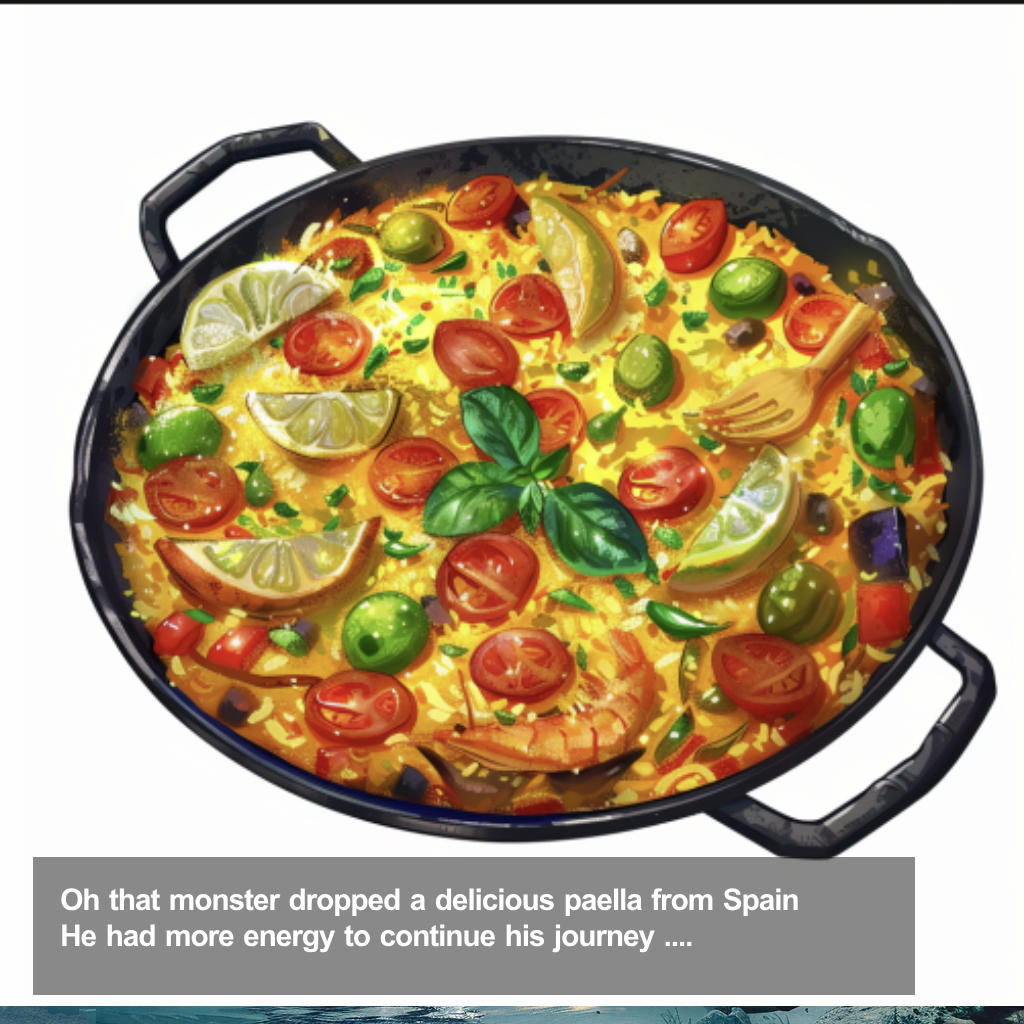 Oh that monster dropped a delicious paella from Spain
He had more energy to continue his journey ....